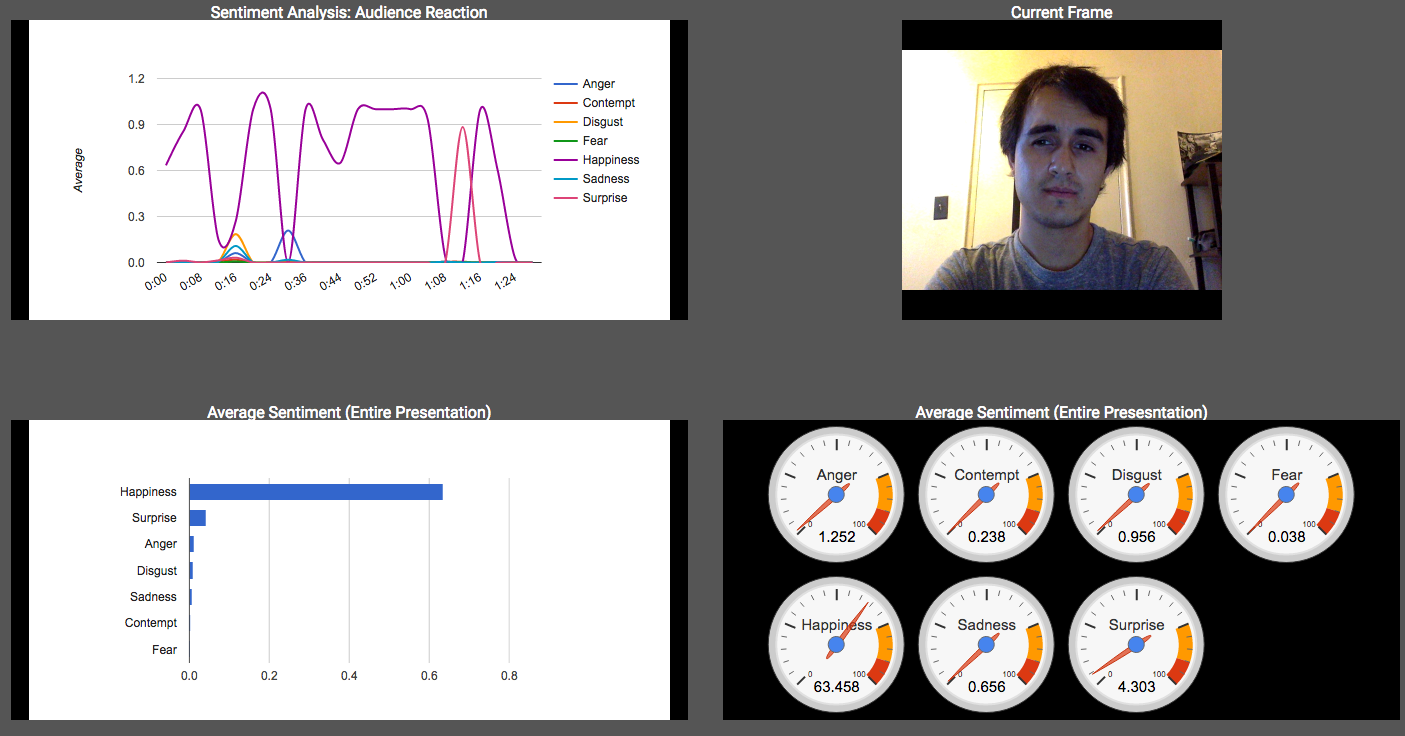 Sentiment Analysis: Audience Reaction
Current Frame
1.2
0.9
0.6
0.3
0.0
Average
0:00 0:08 0:16 0:24 0:36 0:44 0:52 1:00 1:08 1:16 1:24
Anger
Contempt
Disgust
Fear
Happiness
Sadness
Surprise
Average Sentiment (Entire Presentation)
Happiness
Surprise
Anger
Disgust
Sadness
Contempt
Fear
0.0 0.2 0.4 0.6 0.8
Average Sentiment (Entire Presesntation)
Anger Contempt Disgust Fear
0 100 0 100 0 100 0 100
1.252 0.238 0.956 0.038
Happiness Sadness Surprise
0 100 0 100 0 100
63.458 0.656 4.303